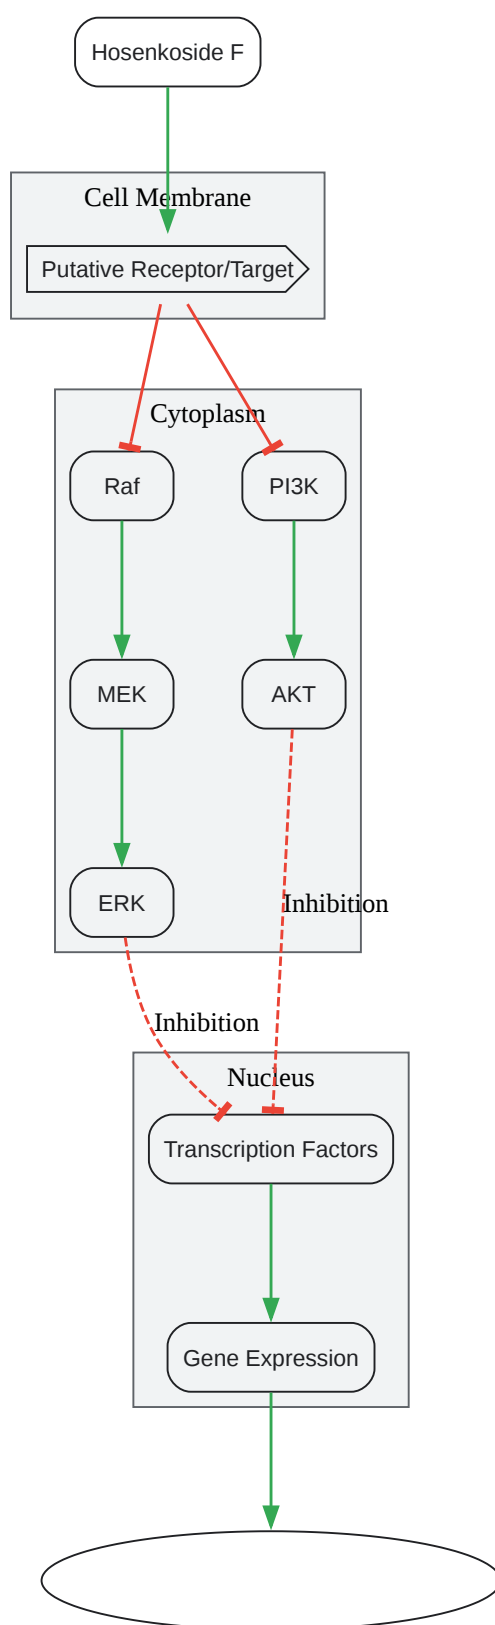 Hosenkoside F
Cell Membrane
Putative Receptor/Target
Cytoplasm
Raf
PI3K
MEK
AKT
ERK
Inhibition
Inhibition
Nucleus
Transcription Factors
Gene Expression